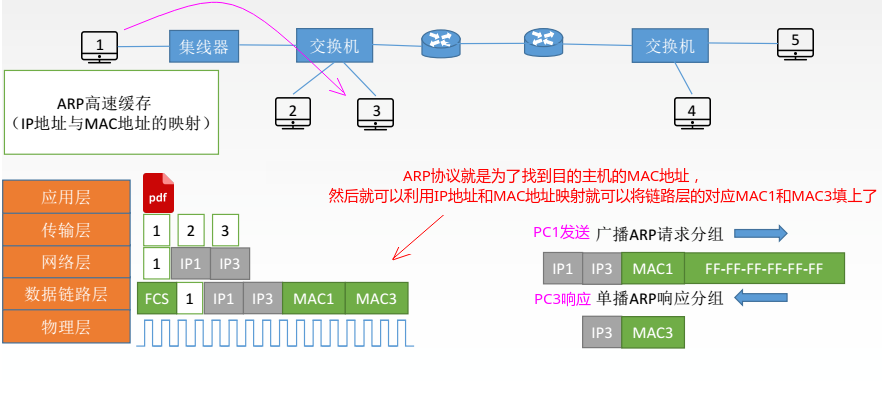 1
集线器
交换机
交换机
5
2
3
4
ARP高速缓存
（IP地址与MAC地址的映射）
ARP协议就是为了找到目的主机的MAC地址，
然后就可以利用IP地址和MAC地址映射就可以将链路层的对应MAC1和MAC3填上了
应用层
pdf
传输层
1 2 3
网络层
1 IP1 IP3
数据链路层
FCS 1 IP1 IP3 MAC1 MAC3
物理层
PC1发送 广播ARP请求分组
IP1 IP3 MAC1 FF-FF-FF-FF-FF-FF
PC3响应 单播ARP响应分组
IP3 MAC3